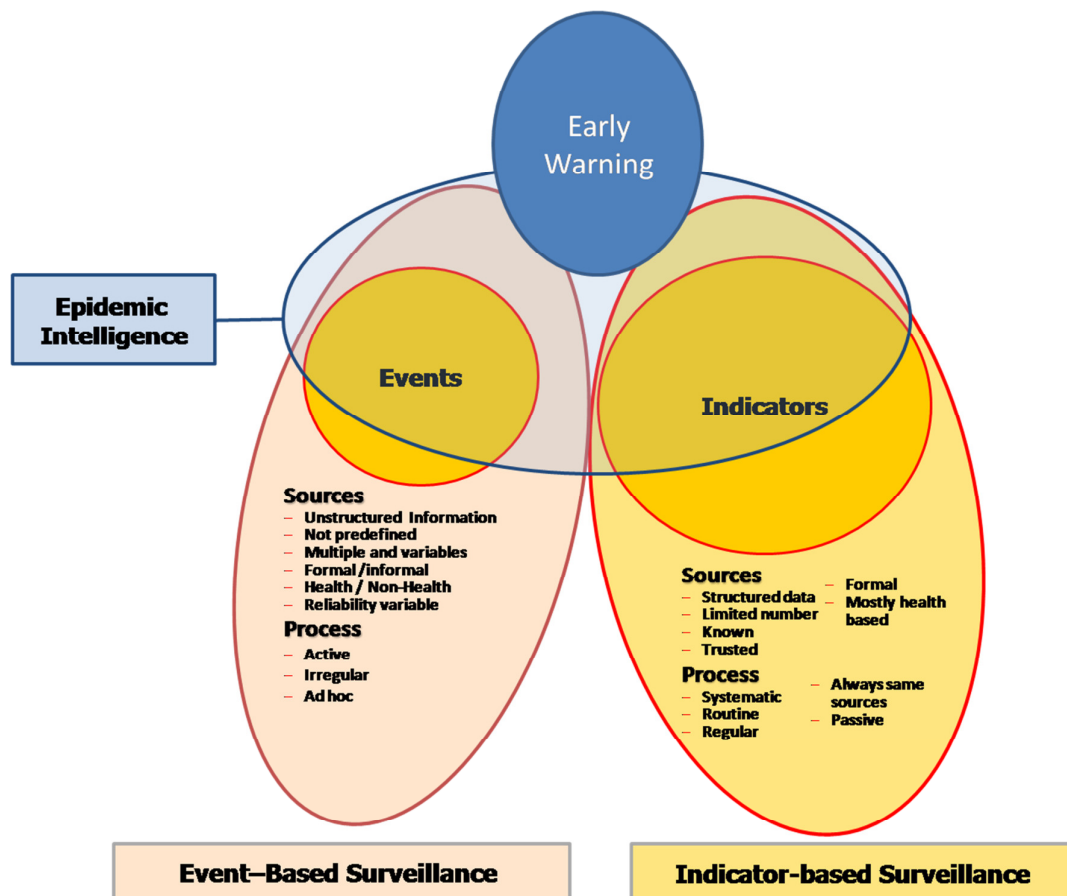 Early
Warning
Epidemic
Intelligence
Events
Indicators
Sources
– Unstructured Information
– Not predefined
– Multiple and variables
– Formal /informal
– Health / Non-Health
– Reliability variable
Process
– Active
– Irregular
– Ad hoc
Sources
– Structured data
– Limited number
– Known
– Trusted
– Formal
– Mostly health
based
Process
– Systematic
– Routine
– Regular
– Always same
sources
– Passive
Event–Based Surveillance
Indicator-based Surveillance